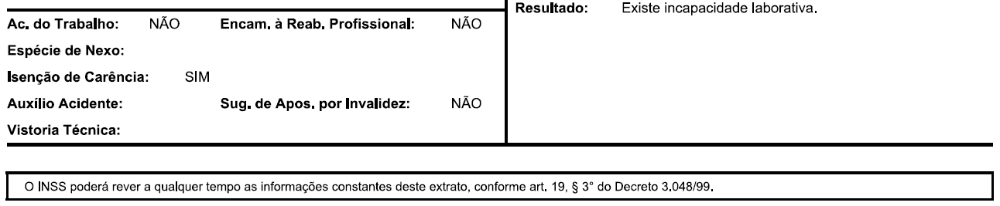 Resultado: Existe incapacidade laborativa.
Ac. do Trabalho: NÃO Encam. à Reab. Profissional: NÃO
Espécie de Nexo:
Isenção de Carência: SIM
Auxílio Acidente: Sug. de Apos. por Invalidez: NÃO
Vistoria Técnica:
O INSS poderá rever a qualquer tempo as informações constantes deste extrato, conforme art. 19, § 3° do Decreto 3.048/99.